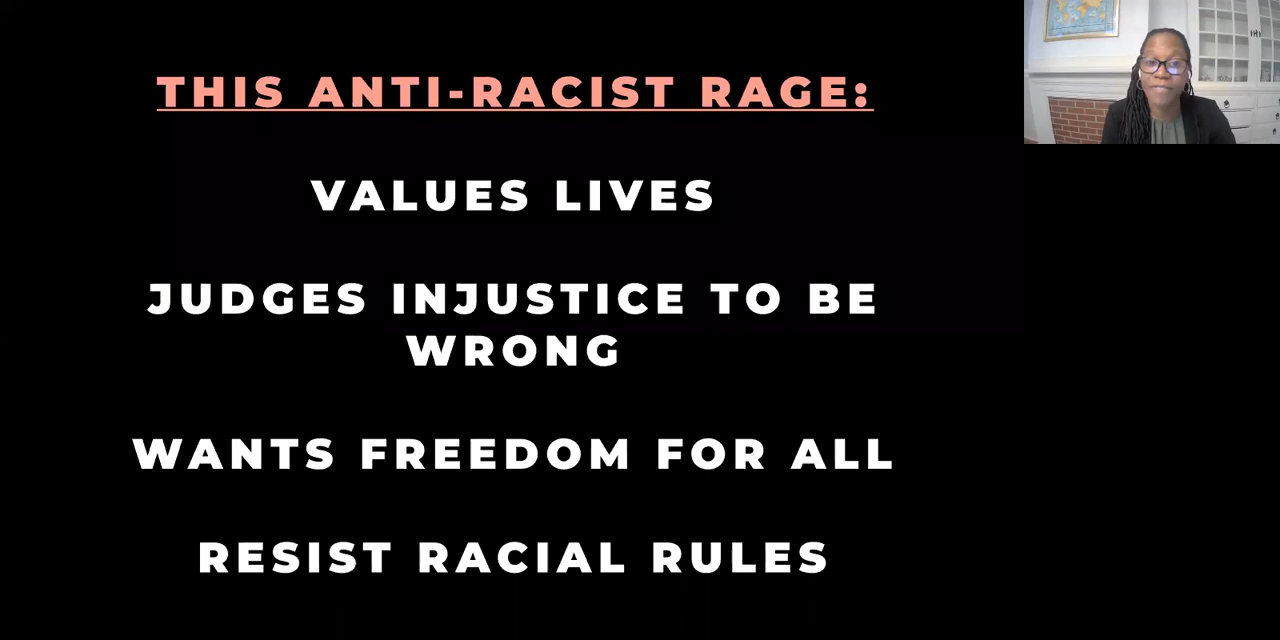 THIS ANTI-RACIST RAGE:
VALUES LIVES
JUDGES INJUSTICE TO BE
WRONG
WANTS FREEDOM FOR ALL
RESIST RACIAL RULES